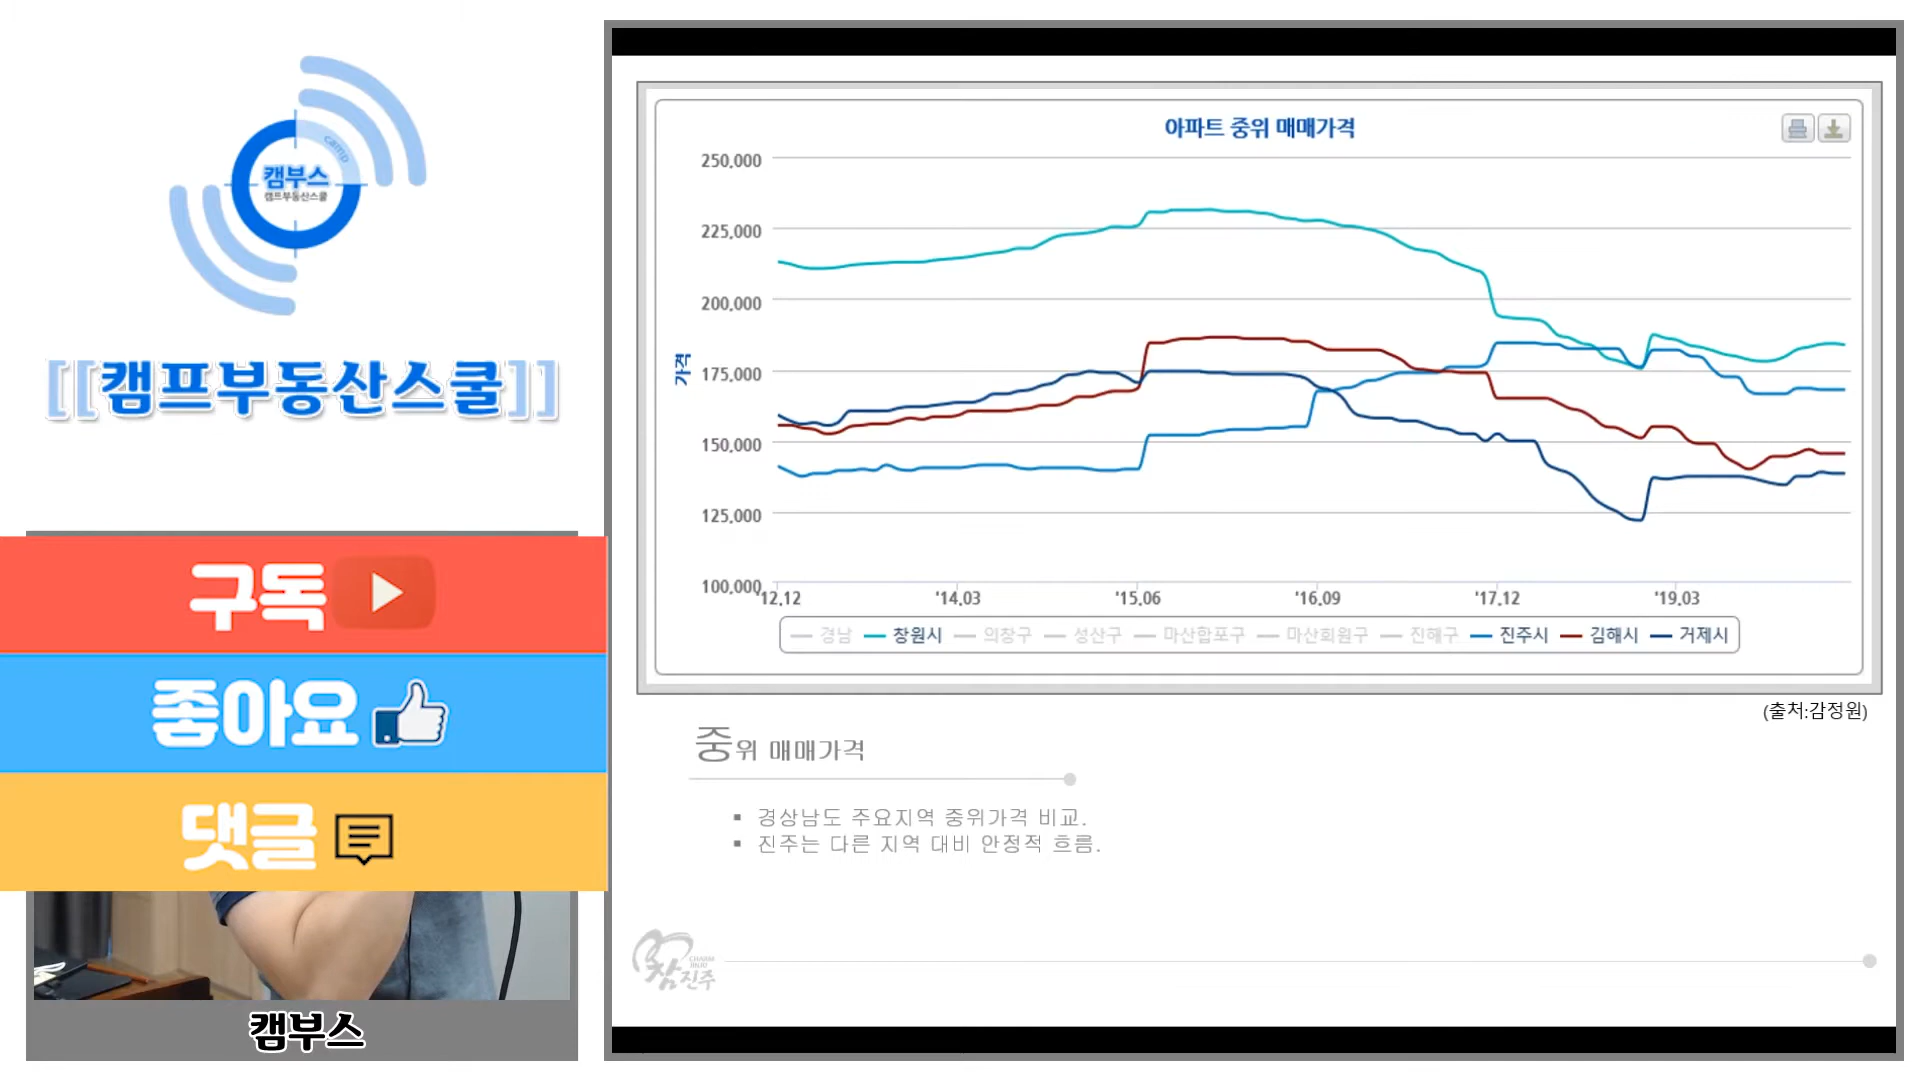 camp
캠부스
캠프부동산스쿨
[[캠프부동산스쿨]]
구독
좋아요
댓글
캠부스
아파트 중위 매매가격
250,000
225,000
200,000
175,000
150,000
125,000
100,000
가격
'12.12 '14.03 '15.06 '16.09 '17.12 '19.03
경남 창원시 의창구 성산구 마산합포구 마산회원구 진해구 진주시 김해시 거제시
(출처:감정원)
중위 매매가격
▪ 경상남도 주요지역 중위가격 비교.
▪ 진주는 다른 지역 대비 안정적 흐름.
CHARM
JINJU
참진주